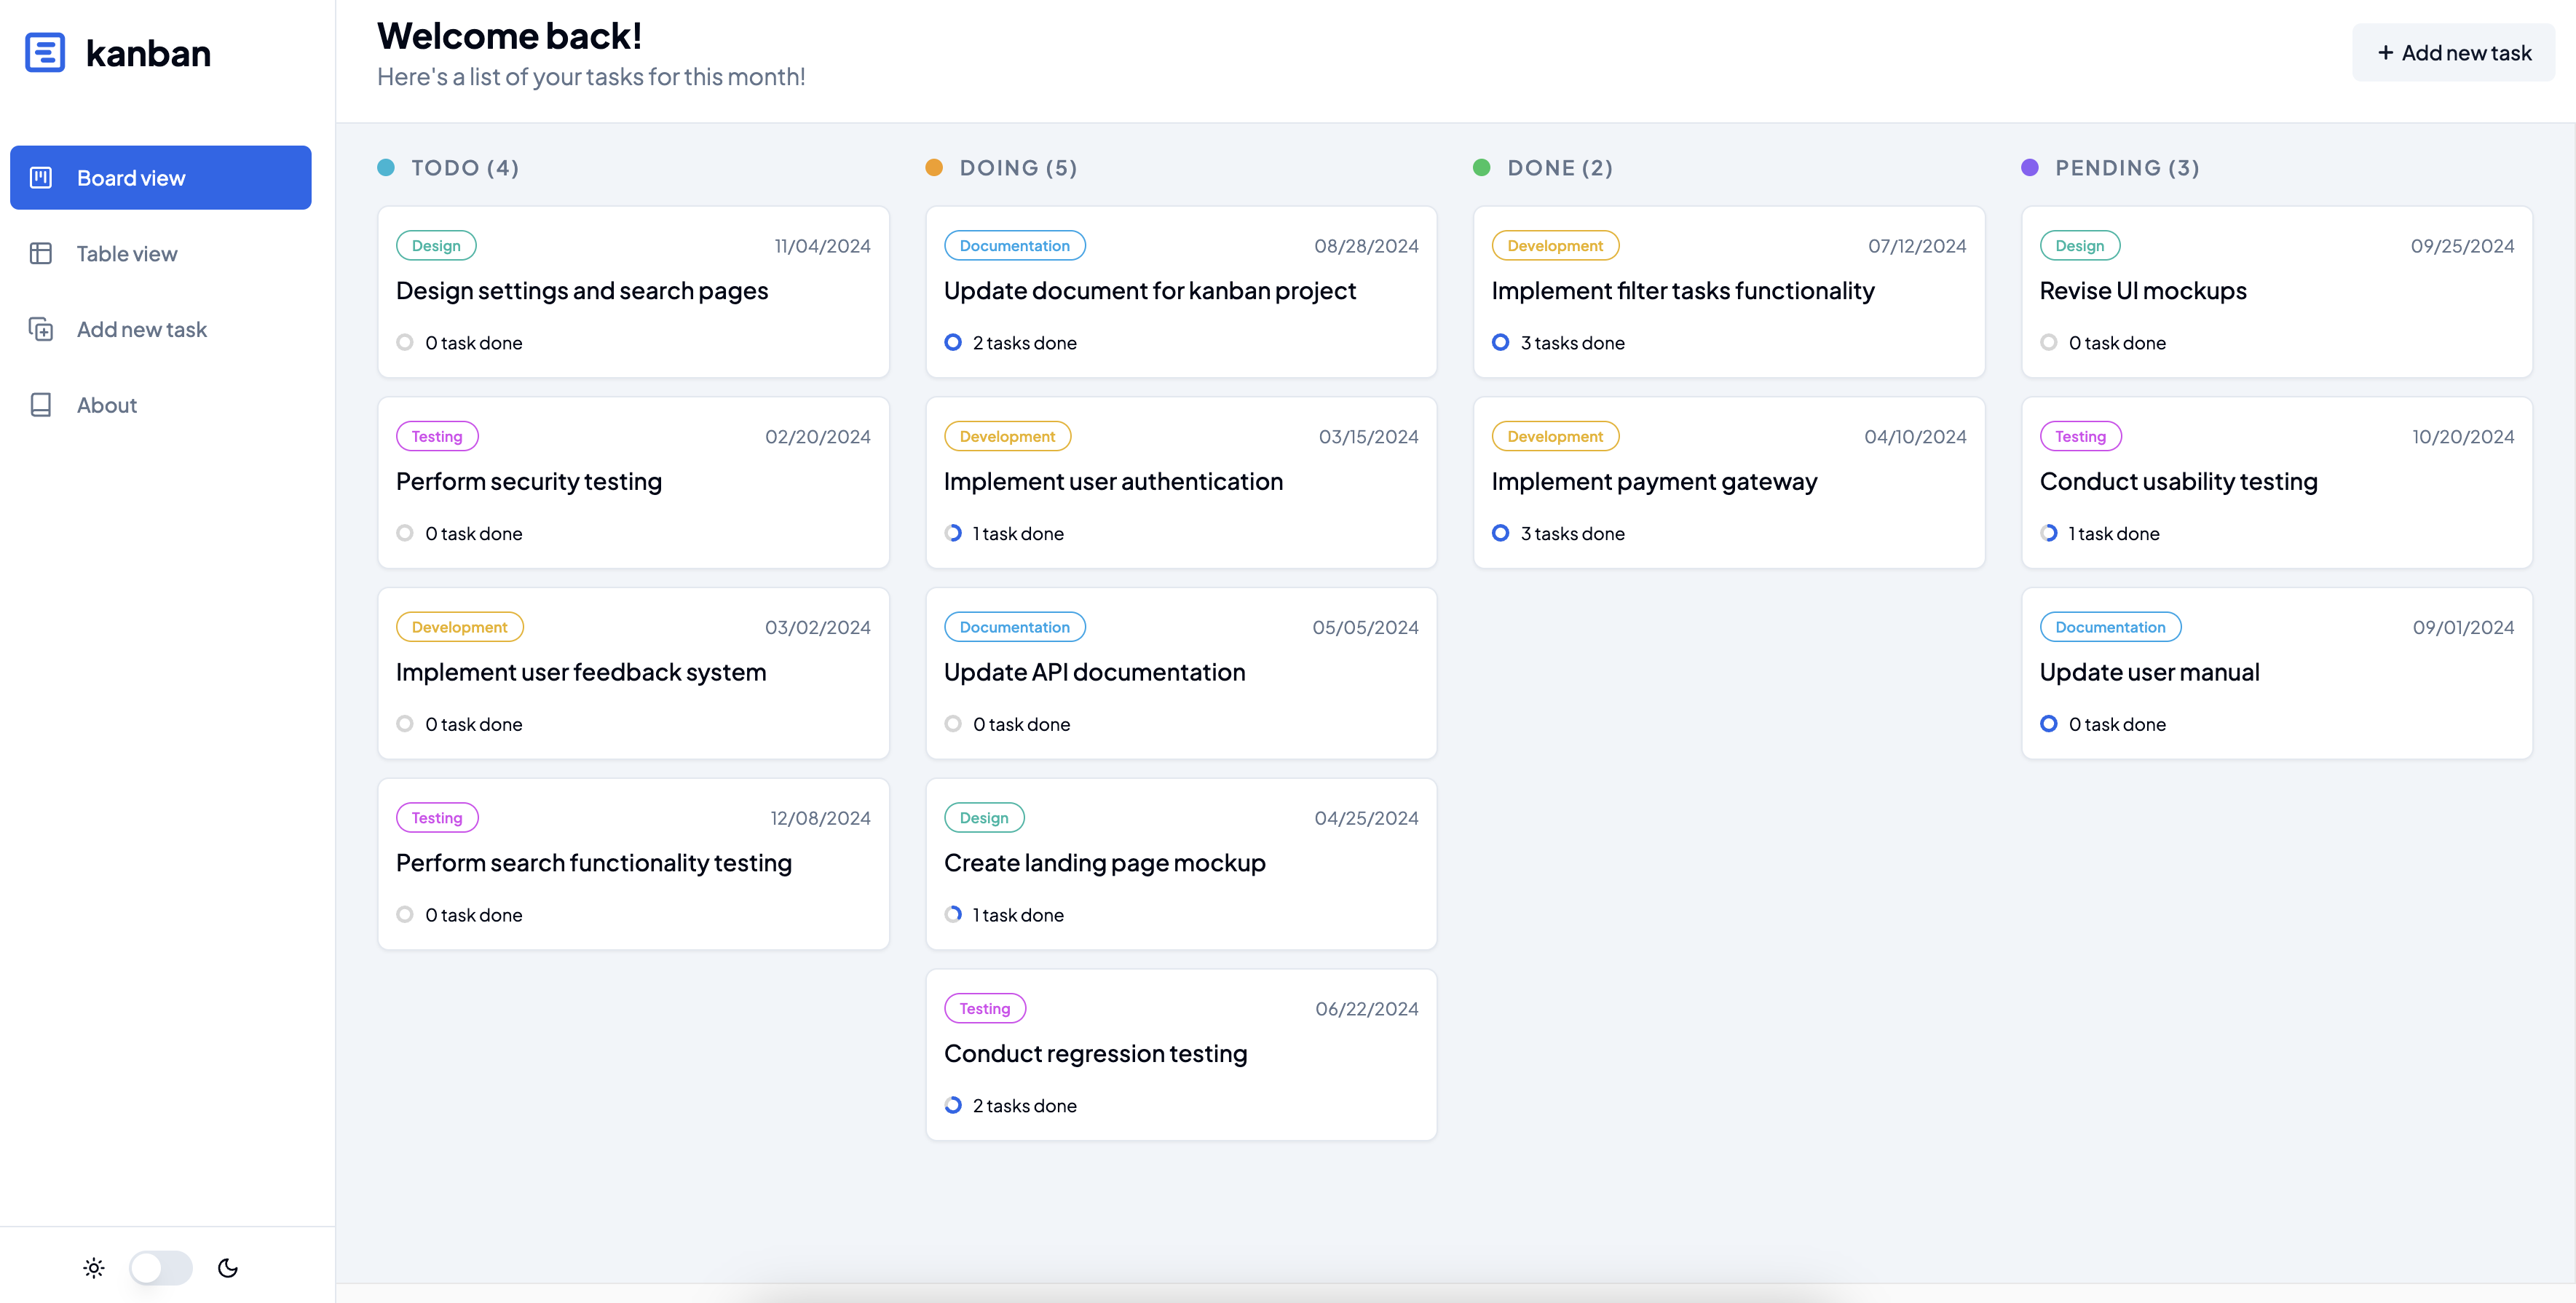 kanban
Board view
Table view
Add new task
About
Welcome back!
Here's a list of your tasks for this month!
+ Add new task
TODO (4)
Design 11/04/2024
Design settings and search pages
0 task done
Testing 02/20/2024
Perform security testing
0 task done
Development 03/02/2024
Implement user feedback system
0 task done
Testing 12/08/2024
Perform search functionality testing
0 task done
DOING (5)
Documentation 08/28/2024
Update document for kanban project
2 tasks done
Development 03/15/2024
Implement user authentication
1 task done
Documentation 05/05/2024
Update API documentation
0 task done
Design 04/25/2024
Create landing page mockup
1 task done
Testing 06/22/2024
Conduct regression testing
2 tasks done
DONE (2)
Development 07/12/2024
Implement filter tasks functionality
3 tasks done
Development 04/10/2024
Implement payment gateway
3 tasks done
PENDING (3)
Design 09/25/2024
Revise UI mockups
0 task done
Testing 10/20/2024
Conduct usability testing
1 task done
Documentation 09/01/2024
Update user manual
0 task done